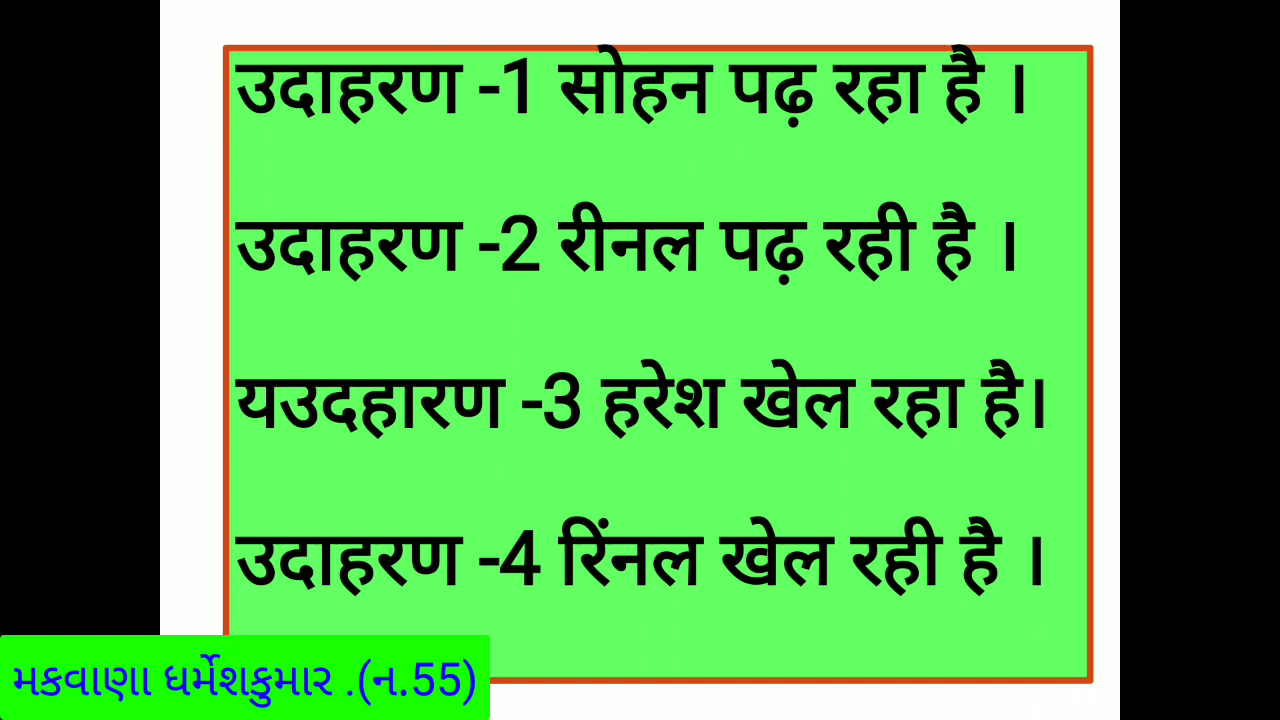 उदाहरण -1 सोहन पढ़ रहा है ।
उदाहरण -2 रीनल पढ़ रही है ।
यउदहारण -3 हरेश खेल रहा है।
उदाहरण -4 रिंनल खेल रही है ।
મકવાણા ધર્મેશકુમાર .(ન.55)